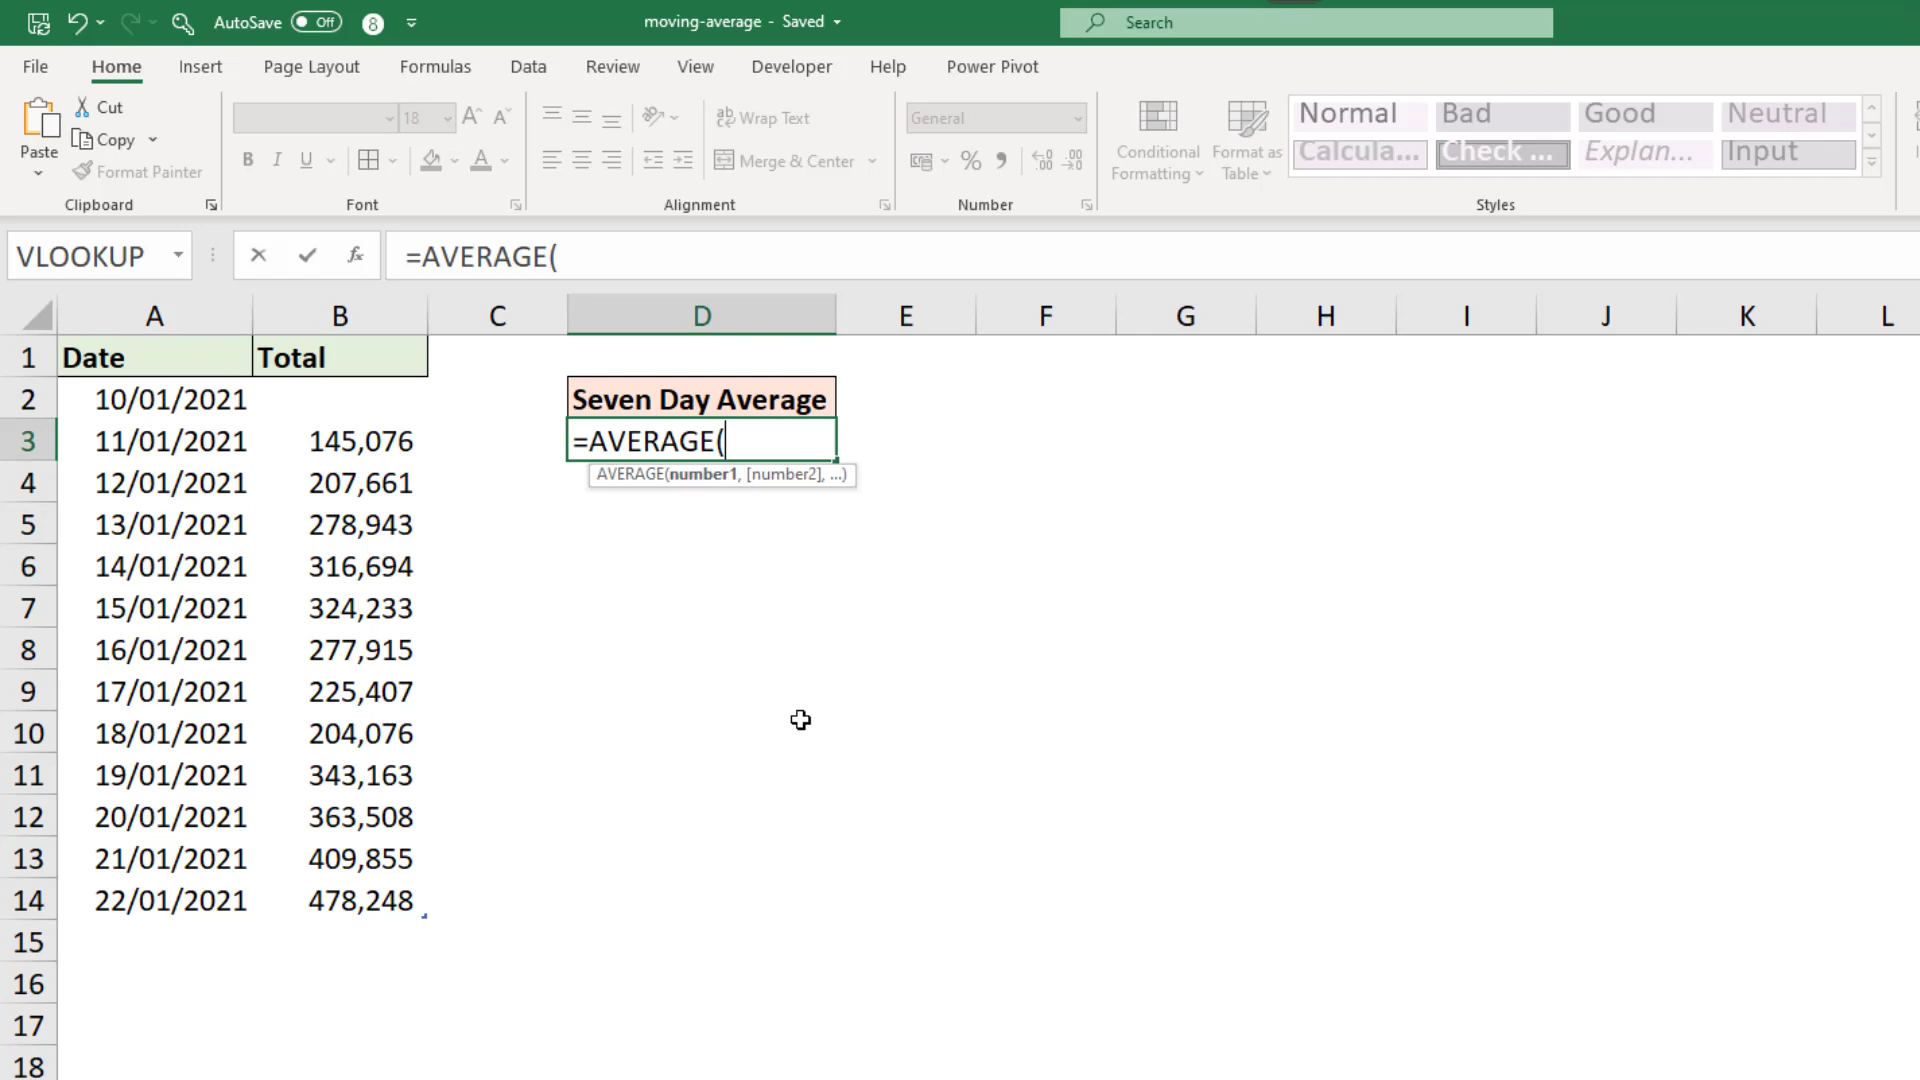 AutoSave Off 8 moving-average - Saved Search
File Home Insert Page Layout Formulas Data Review View Developer Help Power Pivot
Paste Cut Copy Format Painter
Clipboard
18 A A
B I U A
Font
ab Wrap Text
Merge & Center
Alignment
General
% 9 .00
Number
Conditional Formatting
Format as Table
Normal Bad Good Neutral
Calcula... Check ... Explan... Input
Styles
VLOOKUP fx =AVERAGE(
A B C D E F G H I J K L
1 Date Total
2 10/01/2021 Seven Day Average
3 11/01/2021 145,076 =AVERAGE(
AVERAGE(number1, [number2], ...)
4 12/01/2021 207,661
5 13/01/2021 278,943
6 14/01/2021 316,694
7 15/01/2021 324,233
8 16/01/2021 277,915
9 17/01/2021 225,407
10 18/01/2021 204,076
11 19/01/2021 343,163
12 20/01/2021 363,508
13 21/01/2021 409,855
14 22/01/2021 478,248
15
16
17
18